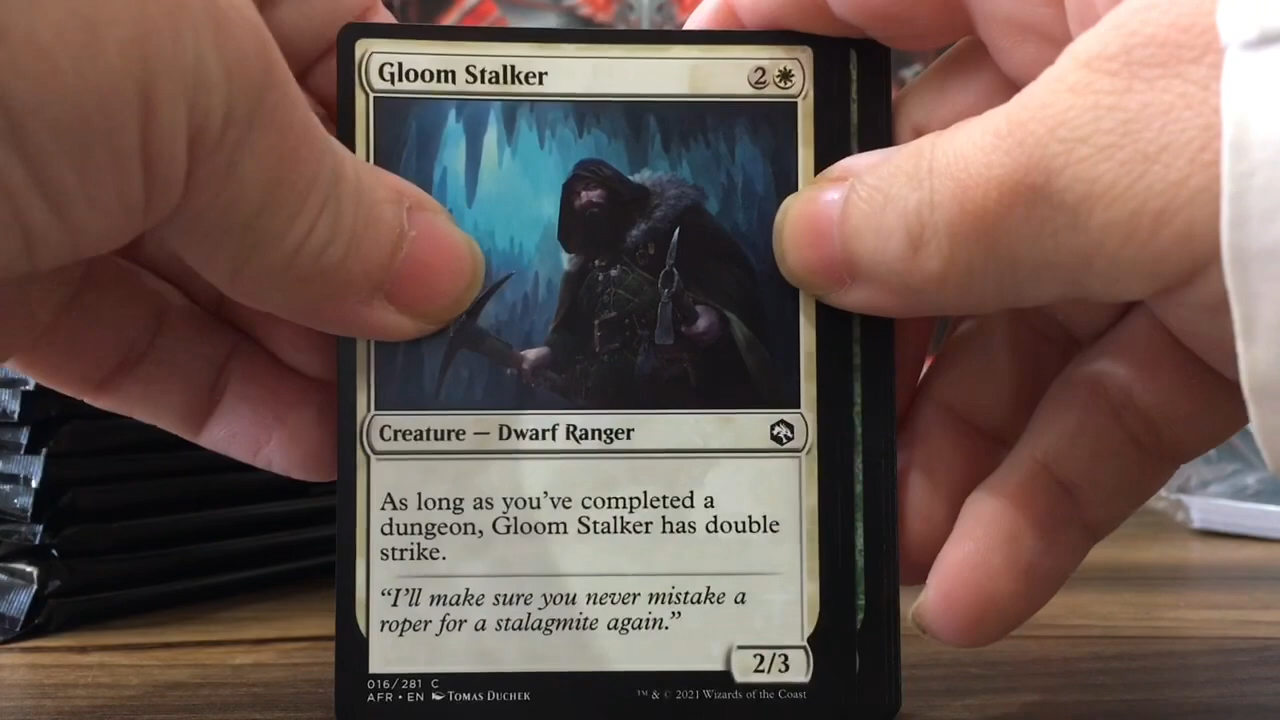 Gloom Stalker 2
Creature — Dwarf Ranger
As long as you've completed a
dungeon, Gloom Stalker has double
strike.
"I'll make sure you never mistake a
roper for a stalagmite again."
2/3
016/281 C
AFR • EN Tomas Duchek
™ & © 2021 Wizards of the Coast